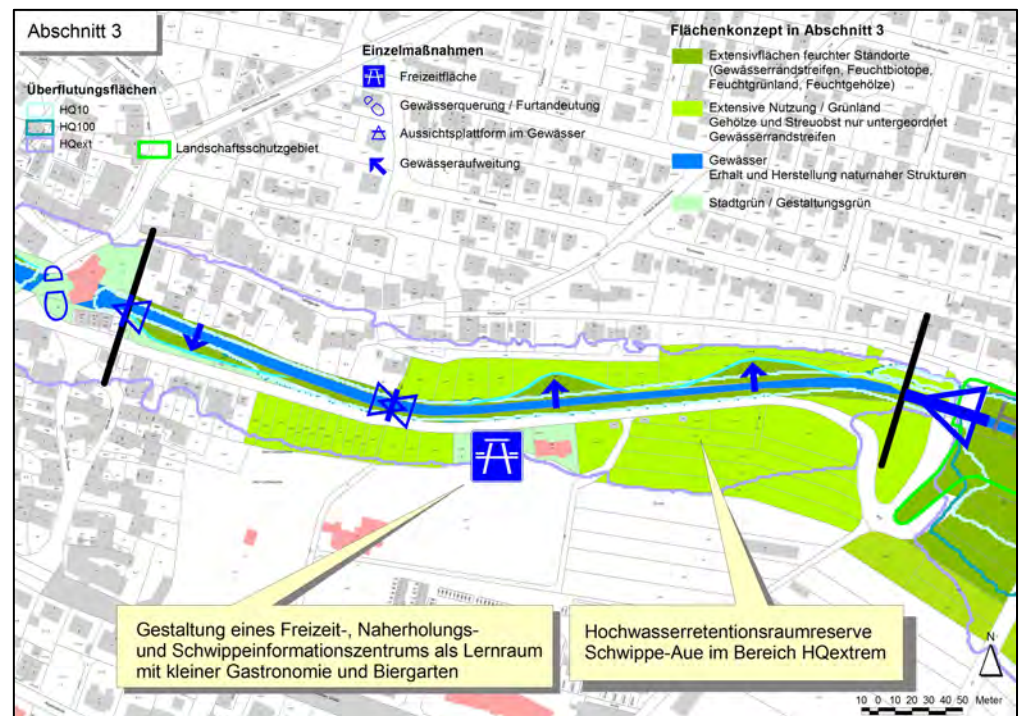 Abschnitt 3
Überflutungsflächen
HQ10
HQ100
HQext
Landschaftsschutzgebiet
Einzelmaßnahmen
Freizeitfläche
Gewässerquerung / Furtandeutung
Aussichtsplattform im Gewässer
Gewässeraufweitung
Flächenkonzept in Abschnitt 3
Extensivflächen feuchter Standorte
(Gewässerrandstreifen, Feuchtbiotope,
Feuchtgrünland, Feuchtgehölze)
Extensive Nutzung / Grünland
Gehölze und Streuobst nur untergeordnet
Gewässerrandstreifen
Gewässer
Erhalt und Herstellung naturnaher Strukturen
Stadtgrün / Gestaltungsgrün
Gestaltung eines Freizeit-, Naherholungs-
und Schwippeinformationszentrums als Lernraum
mit kleiner Gastronomie und Biergarten
Hochwasserretentionsraumreserve
Schwippe-Aue im Bereich HQextrem
N
10 0 10 20 30 40 50 Meter